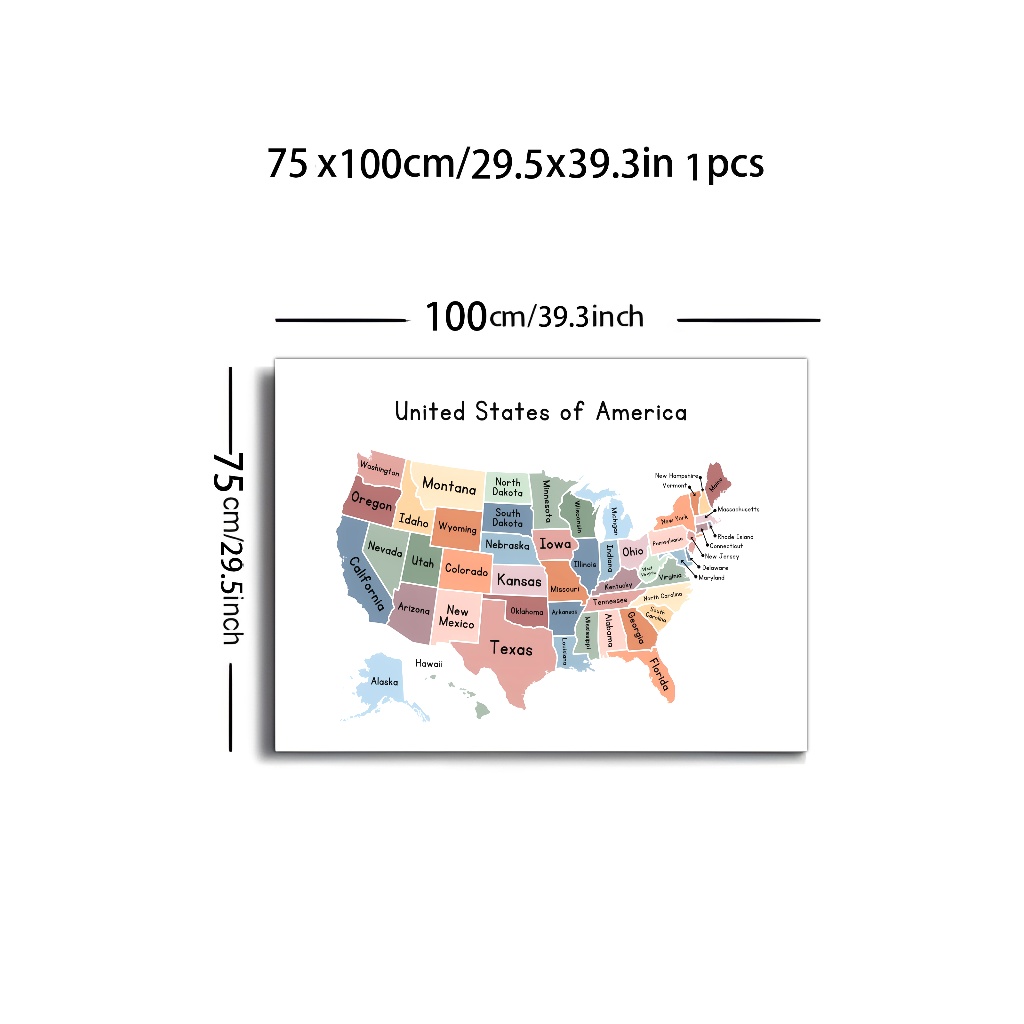 75 x100cm/29.5x39.3in 1pcs
100cm/39.3inch
75cm/29.5inch
United States of America
Washington
Oregon
Idaho
Montana
Wyoming
North
Dakota
South
Dakota
Nebraska
Minnesota
Wisconsin
Michigan
Iowa
Illinois
Indiana
Ohio
California
Nevada
Utah
Colorado
Kansas
Missouri
Arizona
New
Mexico
Oklahoma
Texas
Arkansas
Louisiana
Mississippi
Alabama
Georgia
Florida
Tennessee
Kentucky
West
Virginia
Virginia
North Carolina
South
Carolina
Pennsylvania
New York
New Hampshire
Vermont
Maine
Massachusetts
Rhode Island
Connecticut
New Jersey
Delaware
Maryland
Hawaii
Alaska